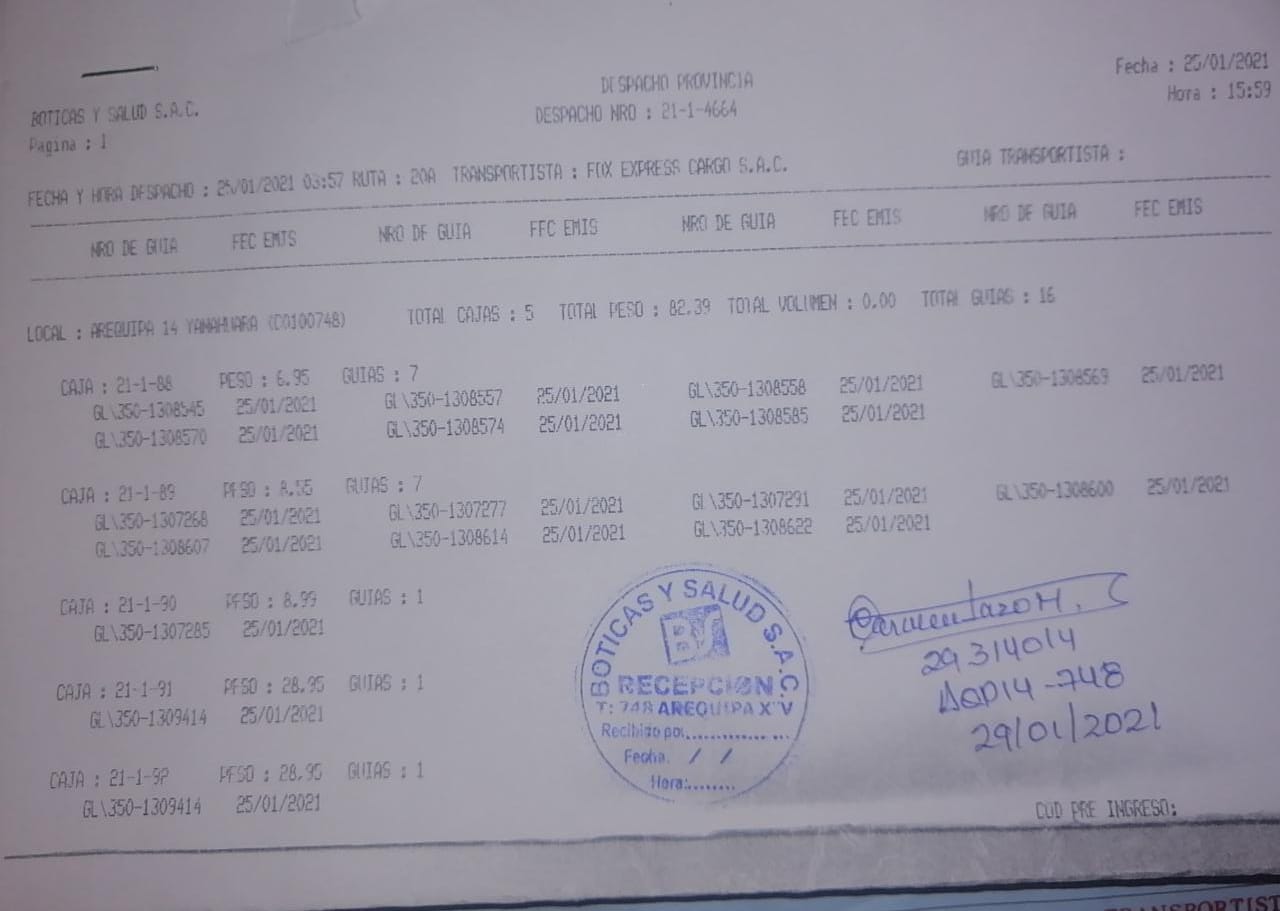 BOTICAS Y SALUD S.A.C.
DESPACHO PROVINCIA
Fecha : 25/01/2021
Pagina : 1
DESPACHO NRO : 21-1-4664
Hora : 15:59
FECHA Y HORA DESPACHO : 25/01/2021 03:57 RUTA : 20A TRANSPORTISTA : FOX EXPRESS CARGO S.A.C. GUIA TRANSPORTISTA :
NRO DE GUIA FEC EMIS NRO DE GUIA FEC EMIS NRO DE GUIA FEC EMIS NRO DE GUIA FEC EMIS
LOCAL : AREQUIPA 14 YANAHUARA (C0100748) TOTAL CAJAS : 5 TOTAL PESO : 82.39 TOTAL VOLUMEN : 0.00 TOTAL GUIAS : 16
CAJA : 21-1-88 PESO : 6.95 GUIAS : 7
GL\350-1308545 25/01/2021 GL\350-1308557 25/01/2021 GL\350-1308558 25/01/2021 GL\350-1308569 25/01/2021
GL\350-1308570 25/01/2021 GL\350-1308574 25/01/2021 GL\350-1308585 25/01/2021
CAJA : 21-1-89 PESO : 8.55 GUIAS : 7
GL\350-1307268 25/01/2021 GL\350-1307277 25/01/2021 GL\350-1307291 25/01/2021 GL\350-1308600 25/01/2021
GL\350-1308607 25/01/2021 GL\350-1308614 25/01/2021 GL\350-1308622 25/01/2021
CAJA : 21-1-90 PESO : 8.99 GUIAS : 1
GL\350-1307285 25/01/2021
CAJA : 21-1-91 PESO : 28.95 GUIAS : 1
GL\350-1309414 25/01/2021
CAJA : 21-1-92 PESO : 28.95 GUIAS : 1
GL\350-1309414 25/01/2021
BOTICAS Y SALUD S.A.C.
RECEPCION
T: 748 AREQUIPA XIV
Recibido por:
Fecha: / /
Hora:
29314014
AQP14-748
29/01/2021
COD PRE INGRESO: